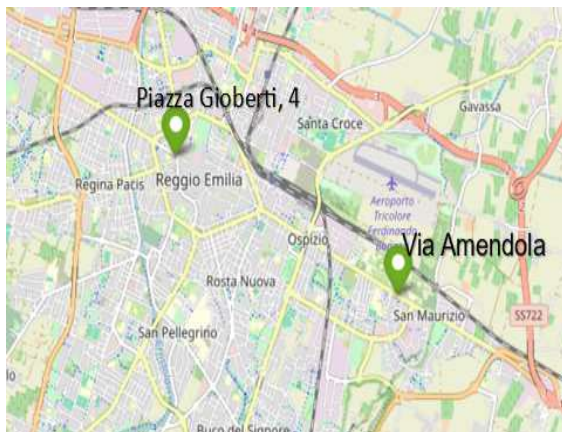 Piazza Gioberti, 4
Santa Croce
Gavassa
Regina Pacis
Reggio Emilia
Aeroporto
Tricolore
Ferdinando
Via Amendola
Ospizio
Rosta Nuova
San Maurizio
SS722
San Pellegrino
Buco del Signore